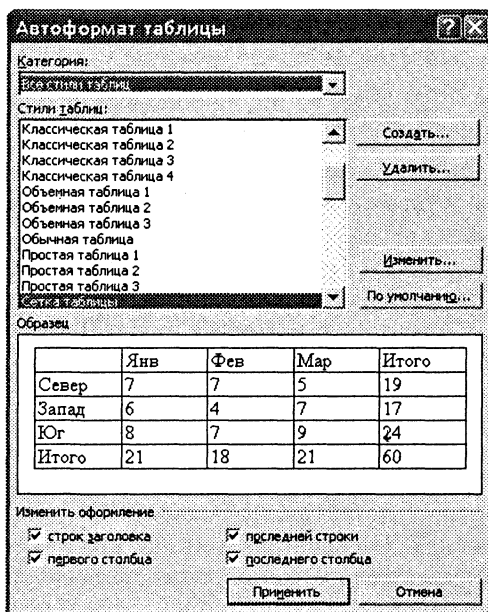 Автоформат таблицы
Категория:
Все стили таблиц
Стили таблиц:
Классическая таблица 1
Классическая таблица 2
Классическая таблица 3
Классическая таблица 4
Объемная таблица 1
Объемная таблица 2
Объемная таблица 3
Обычная таблица
Простая таблица 1
Простая таблица 2
Простая таблица 3
Сетка таблицы
Создать...
Удалить...
Изменить...
По умолчанию...
Образец
Янв Фев Мар Итого
Север 7 7 5 19
Запад 6 4 7 17
Юг 8 7 9 24
Итого 21 18 21 60
Изменить оформление
строк заголовка последней строки
первого столбца последнего столбца
Применить Отмена